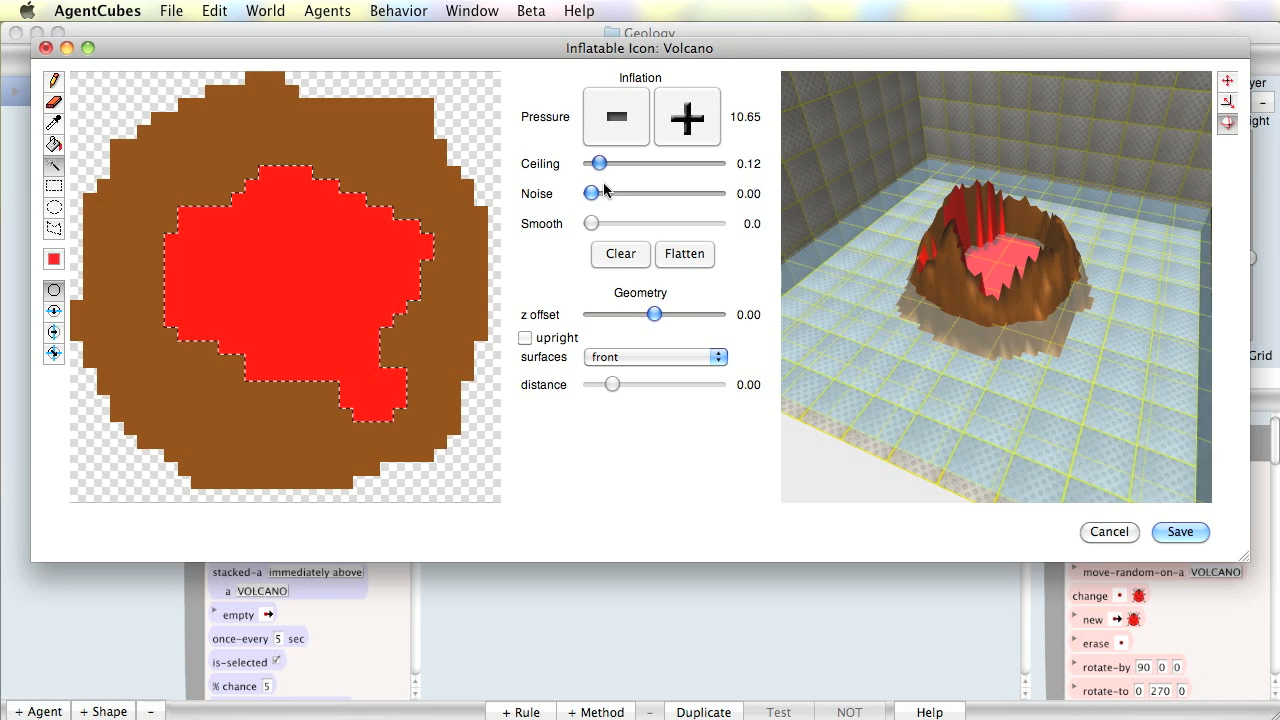 AgentCubes File Edit World Agents Behavior Window Beta Help
Geology
Inflatable Icon: Volcano
Inflation
Pressure 10.65
Ceiling 0.12
Noise 0.00
Smooth 0.0
Clear Flatten
Geometry
z offset 0.00
upright
surfaces front
distance 0.00
yer
ight
Grid
Cancel Save
stacked-a immediately above
a VOLCANO
empty
once-every 5 sec
is-selected
% chance 5
move-random-on-a VOLCANO
change
new
erase
rotate-by 90 0 0
rotate-to 0 270 0
+ Agent + Shape - + Rule + Method - Duplicate Test NOT Help